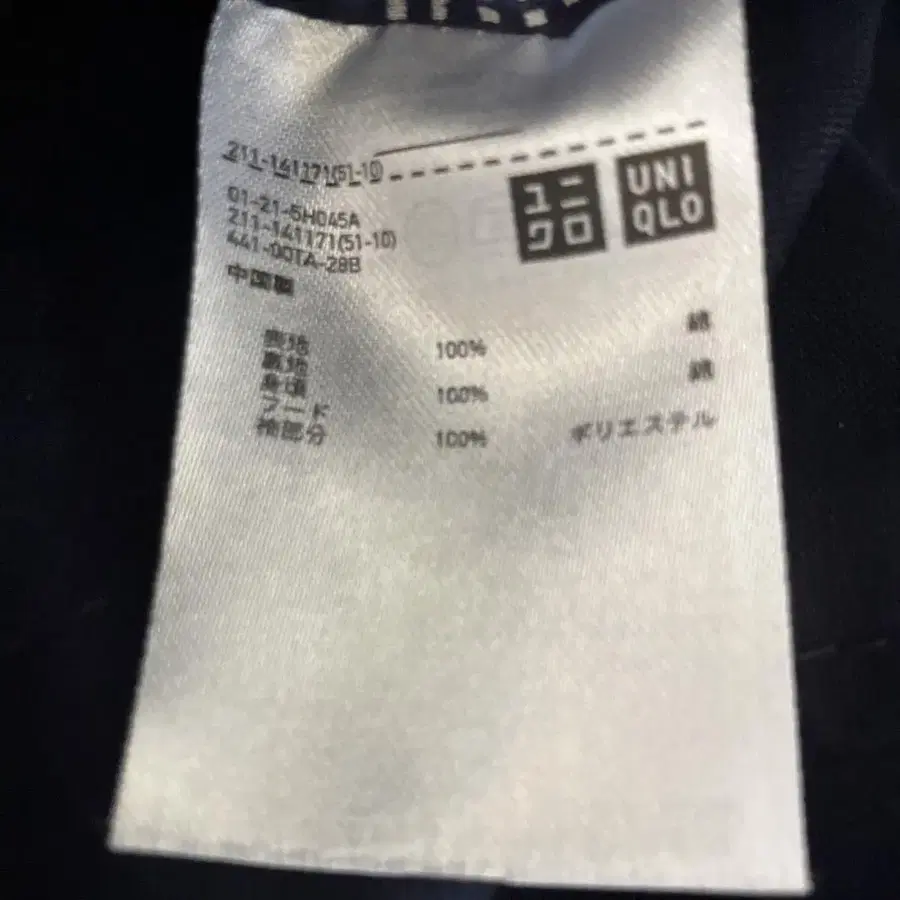 211-141171(51-10)
ユニクロ
UNIQLO
01-21-5H045A
211-141171(51-10)
441-00TA-28B
中国製
表地 100% 綿
裏地
身頃 100% 綿
フード
袖部分 100% ポリエステル